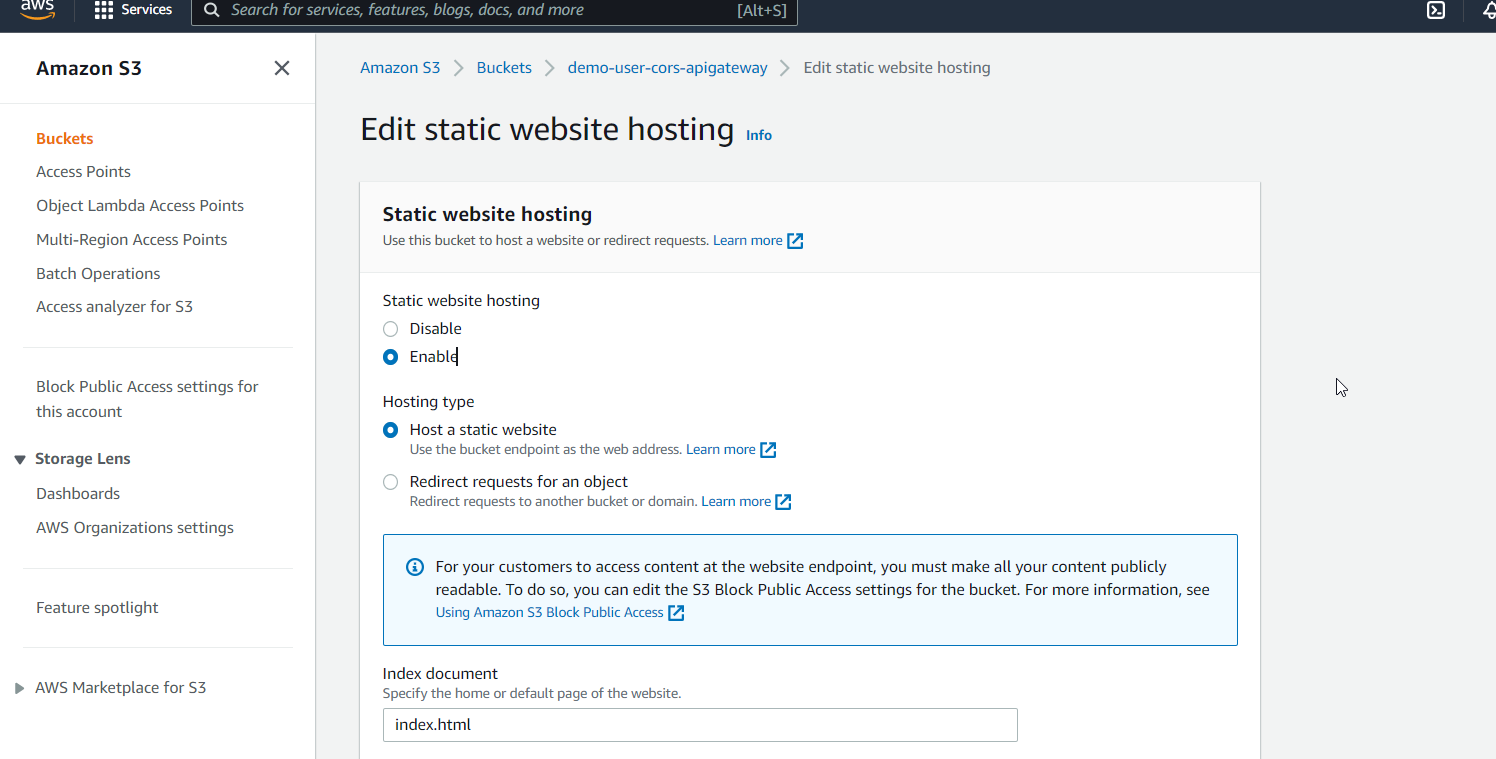 aws
Services
Search for services, features, blogs, docs, and more
[Alt+S]
Amazon S3
Buckets
Access Points
Object Lambda Access Points
Multi-Region Access Points
Batch Operations
Access analyzer for S3
Block Public Access settings for
this account
Storage Lens
Dashboards
AWS Organizations settings
Feature spotlight
AWS Marketplace for S3
Amazon S3 > Buckets > demo-user-cors-apigateway > Edit static website hosting
Edit static website hosting Info
Static website hosting
Use this bucket to host a website or redirect requests. Learn more
Static website hosting
Disable
Enable
Hosting type
Host a static website
Use the bucket endpoint as the web address. Learn more
Redirect requests for an object
Redirect requests to another bucket or domain. Learn more
For your customers to access content at the website endpoint, you must make all your content publicly
readable. To do so, you can edit the S3 Block Public Access settings for the bucket. For more information, see
Using Amazon S3 Block Public Access
Index document
Specify the home or default page of the website.
index.html